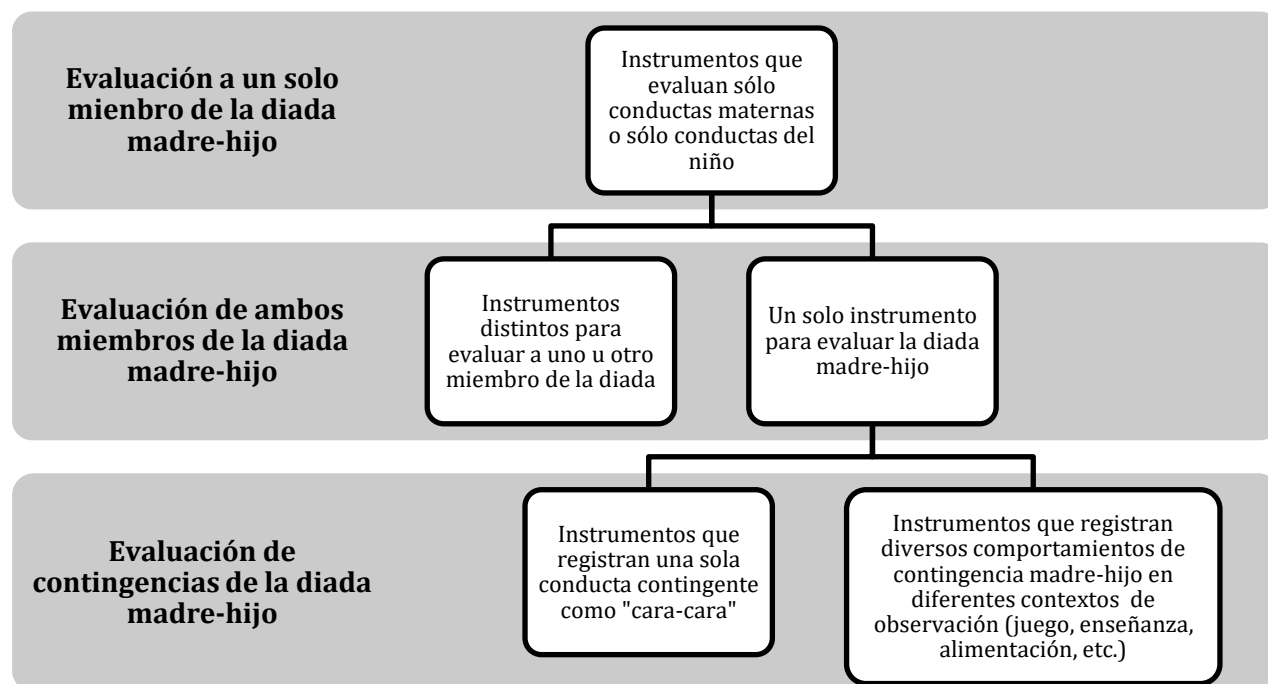 Evaluación a un solo
mienbro de la diada
madre-hijo
Instrumentos que
evaluan sólo
conductas maternas
o sólo conductas del
niño
Evaluación de ambos
miembros de la diada
madre-hijo
Instrumentos
distintos para
evaluar a uno u otro
miembro de la diada
Un solo instrumento
para evaluar la diada
madre-hijo
Evaluación de
contingencias de la diada
madre-hijo
Instrumentos que
registran una sola
conducta contingente
como "cara-cara"
Instrumentos que registran
diversos comportamientos de
contingencia madre-hijo en
diferentes contextos de
observación (juego, enseñanza,
alimentación, etc.)